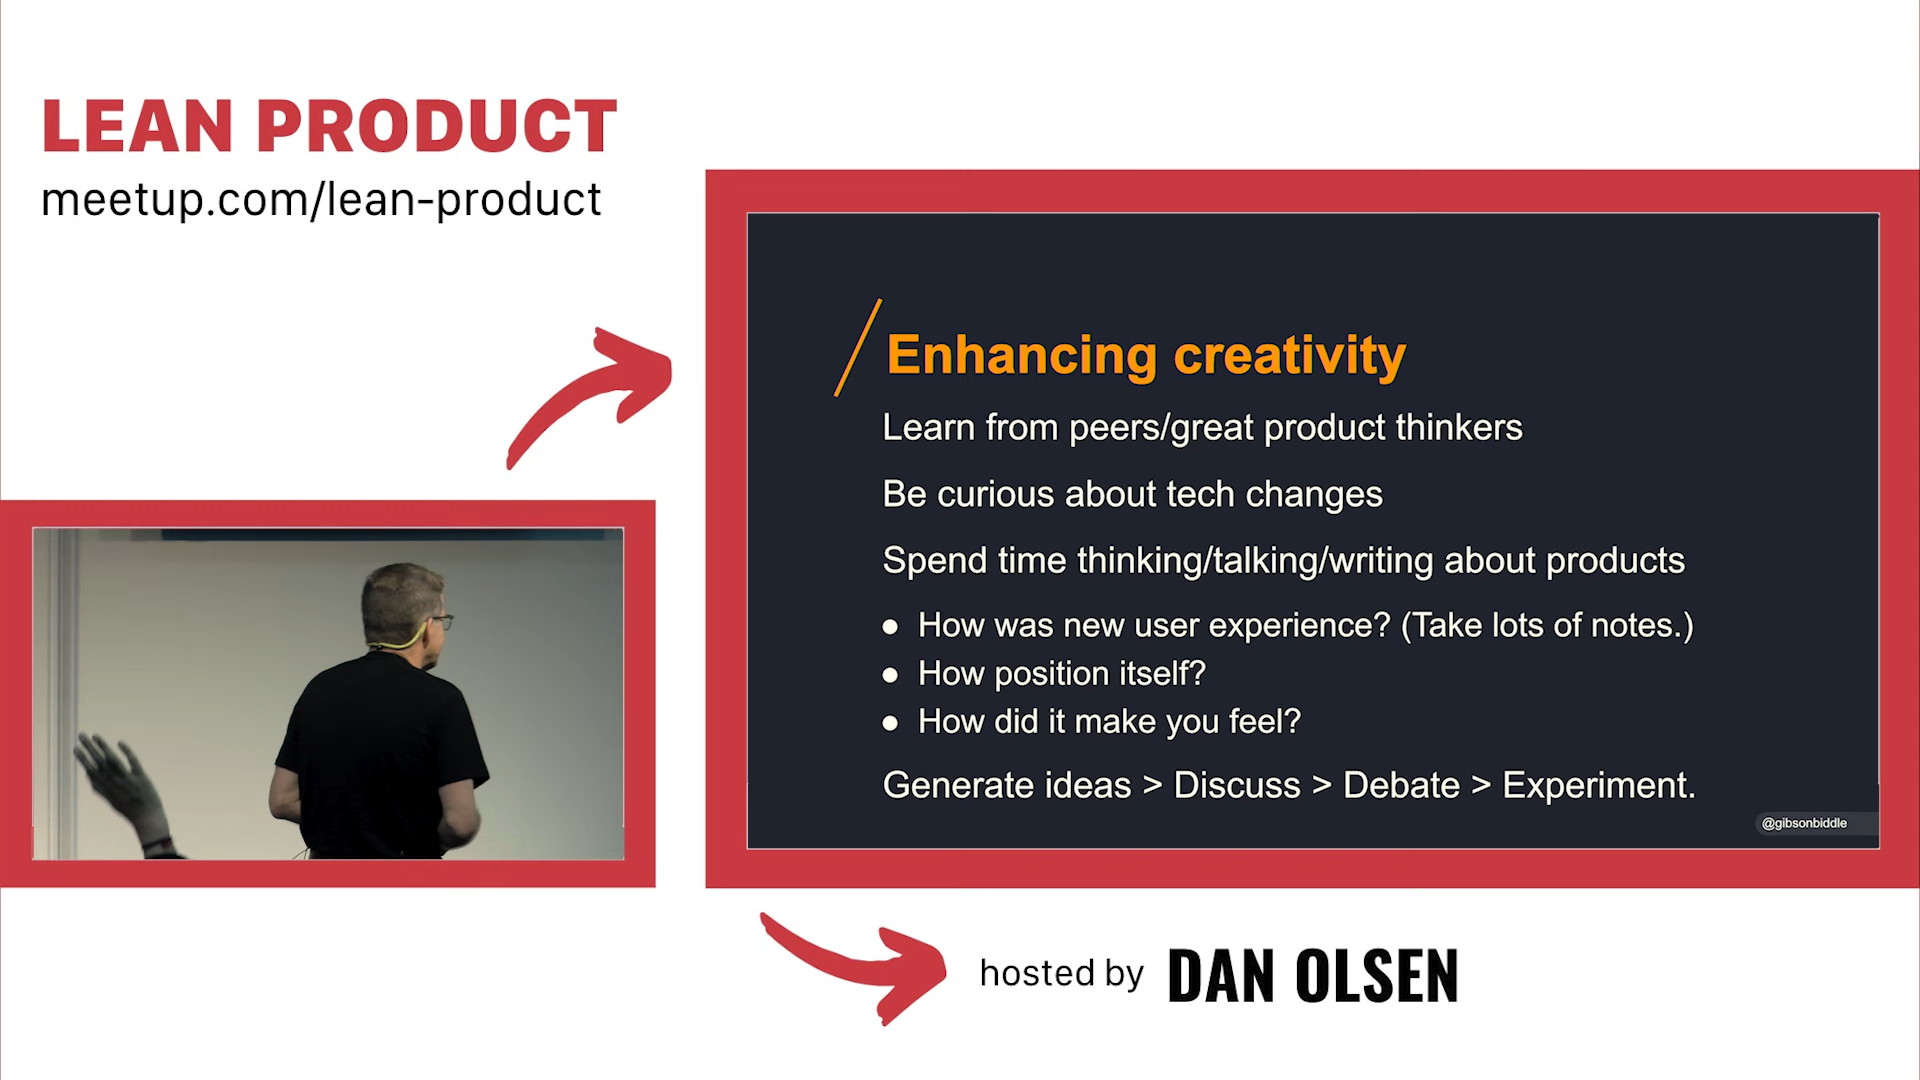 LEAN PRODUCT
meetup.com/lean-product
Enhancing creativity
Learn from peers/great product thinkers
Be curious about tech changes
Spend time thinking/talking/writing about products
● How was new user experience? (Take lots of notes.)
● How position itself?
● How did it make you feel?
Generate ideas > Discuss > Debate > Experiment.
@gibsonbiddle
hosted by DAN OLSEN